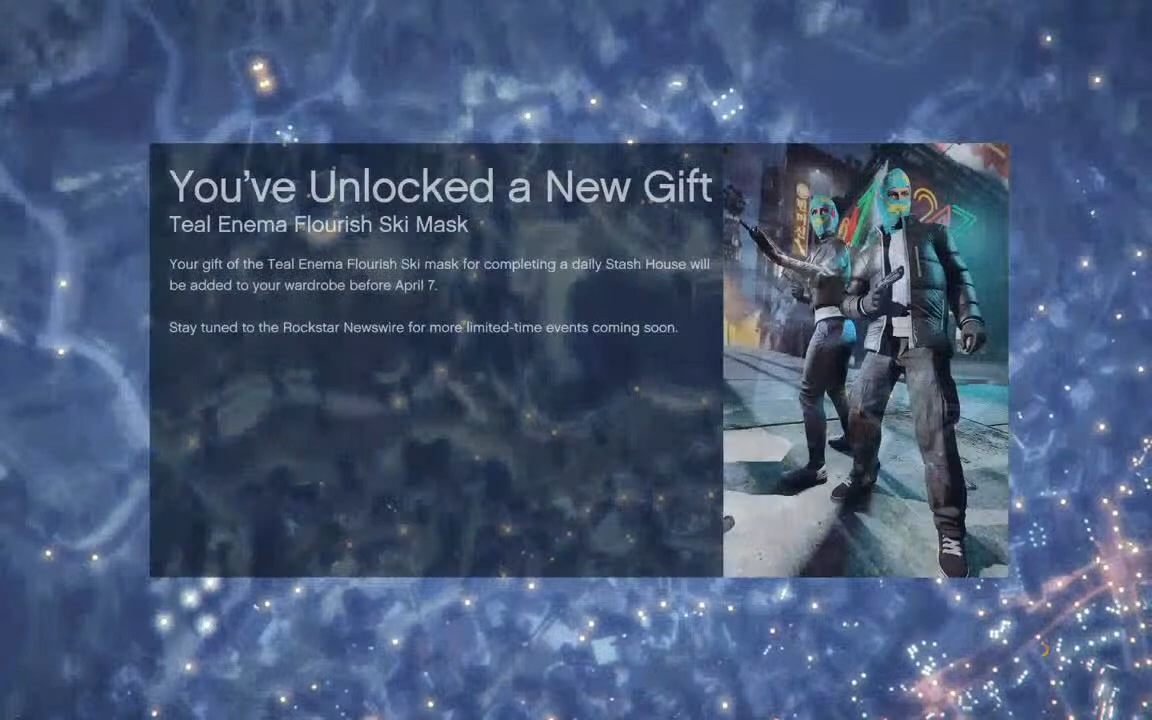 You've Unlocked a New Gift
Teal Enema Flourish Ski Mask
Your gift of the Teal Enema Flourish Ski mask for completing a daily Stash House will
be added to your wardrobe before April 7.
Stay tuned to the Rockstar Newswire for more limited-time events coming soon.